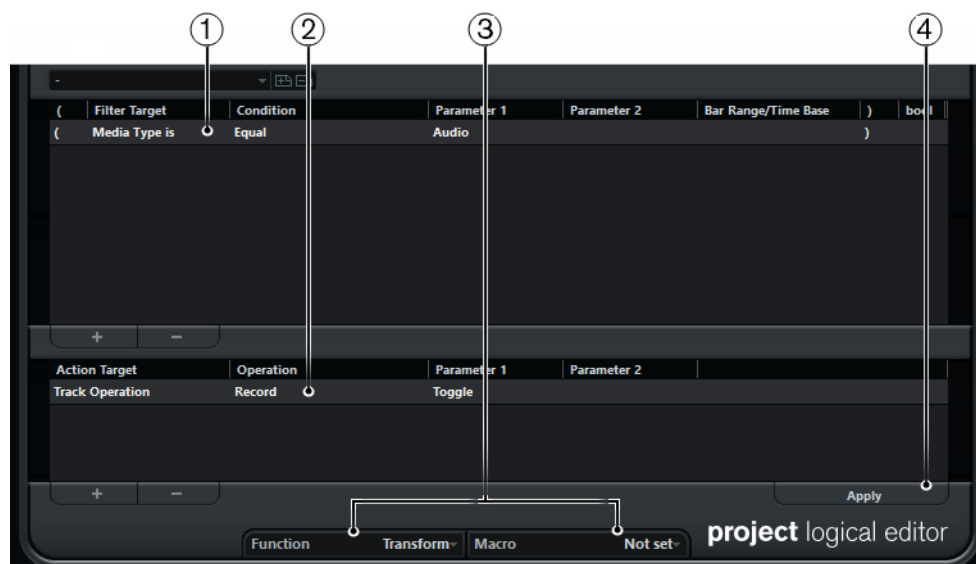 ① ② ③ ④
-
( Filter Target Condition Parameter 1 Parameter 2 Bar Range/Time Base ) bool
( Media Type is Equal Audio )
+ −
Action Target Operation Parameter 1 Parameter 2
Track Operation Record Toggle
+ − Apply
Function Transform Macro Not set
project logical editor